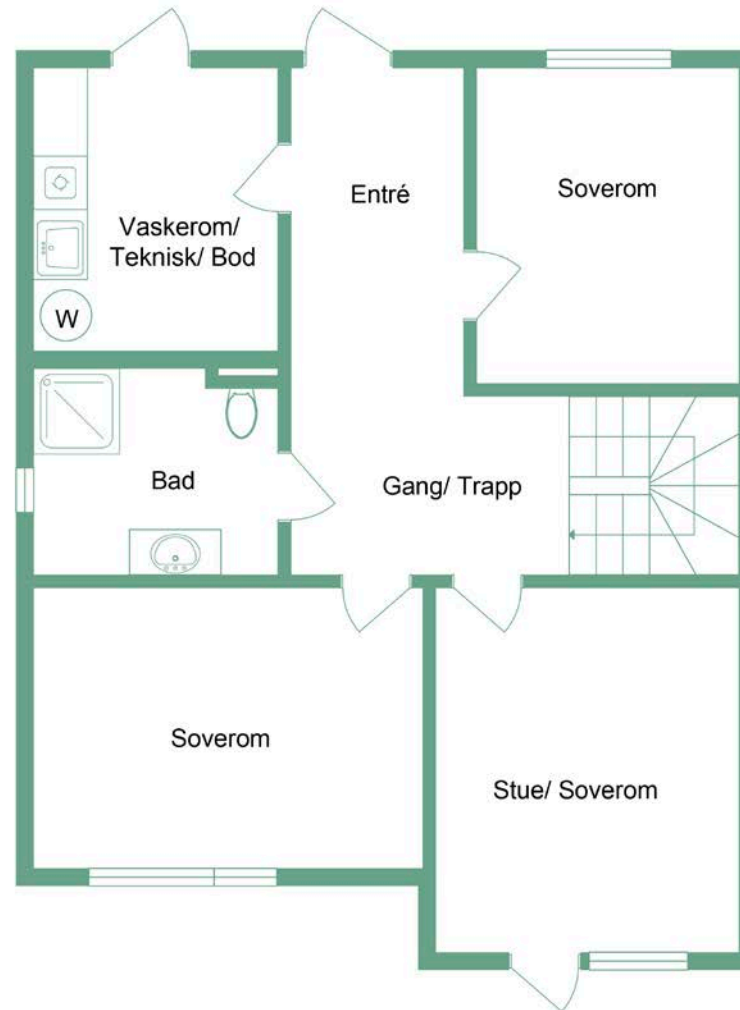 Entré
Soverom
Vaskerom/
Teknisk/ Bod
W
Bad
Gang/ Trapp
Soverom
Stue/ Soverom